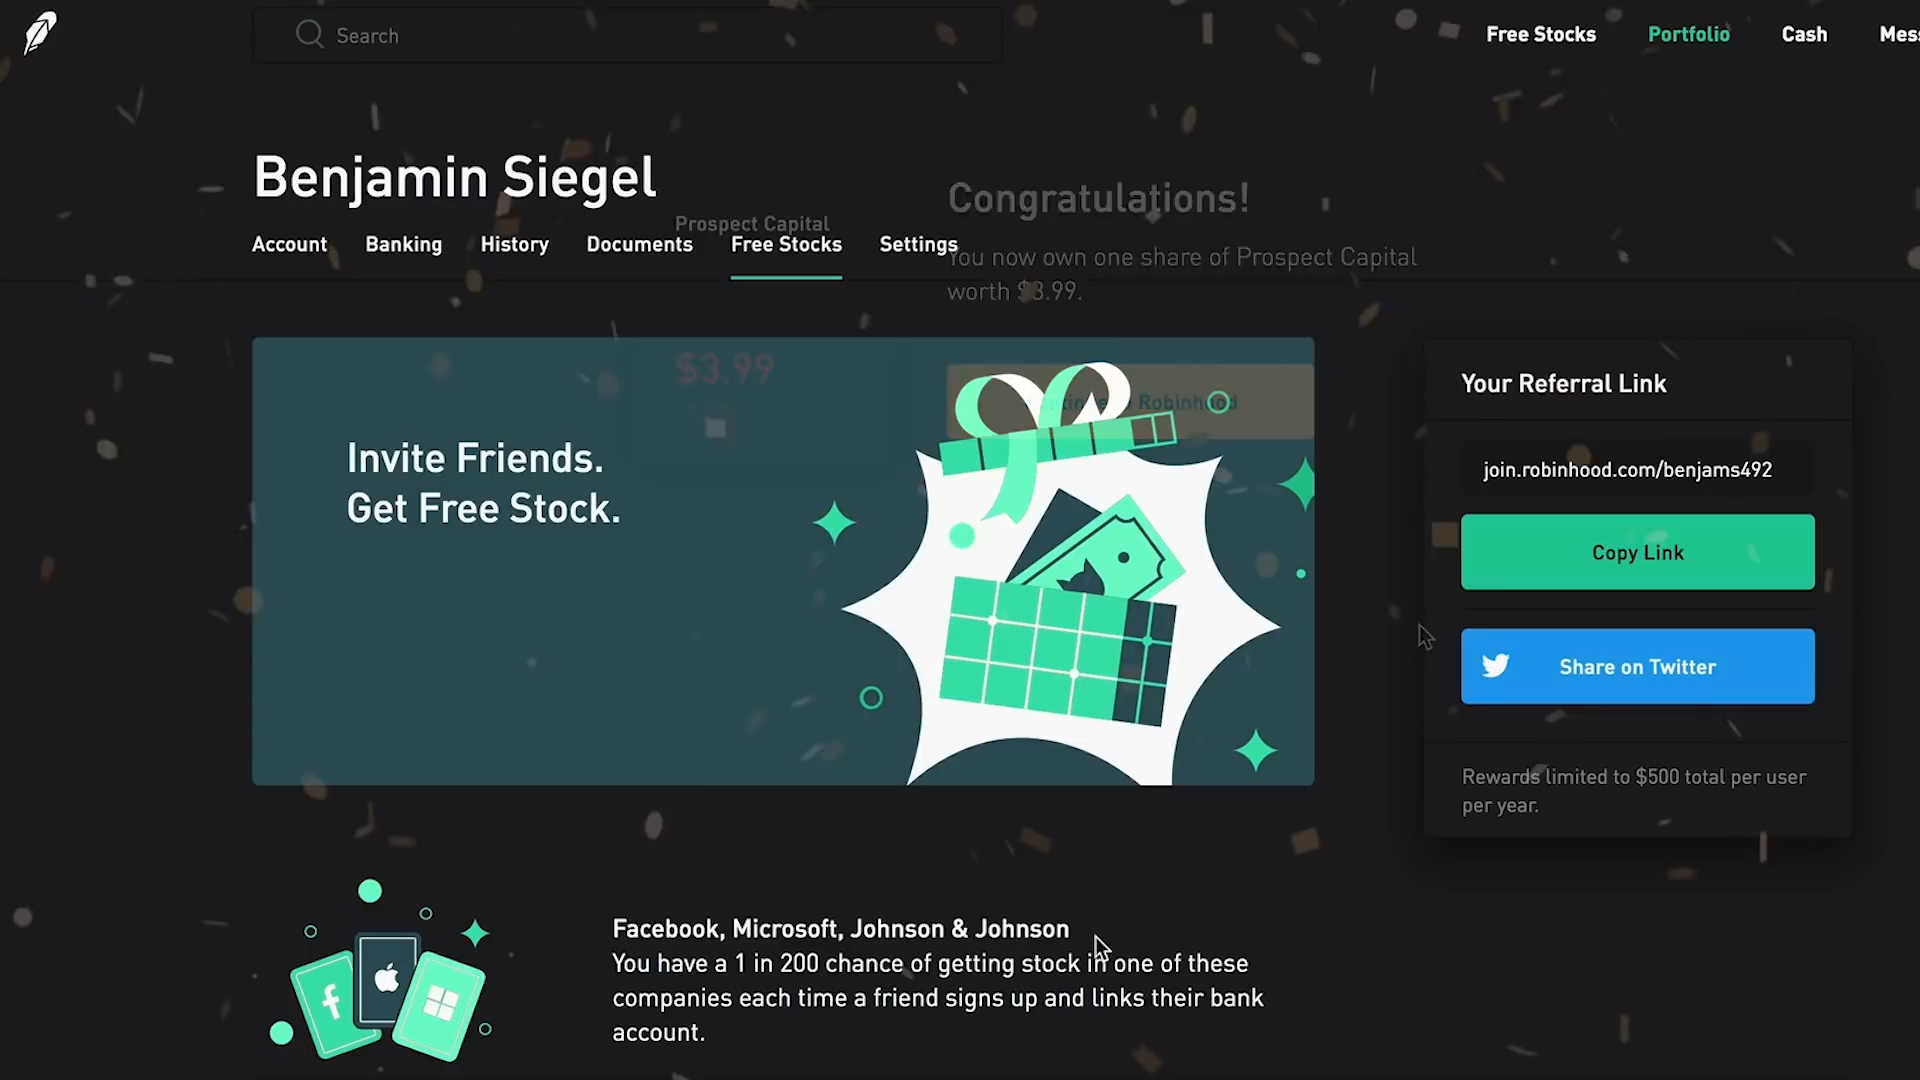 Search
Free Stocks
Portfolio
Cash
Mess
Benjamin Siegel
Congratulations!
Prospect Capital
Account
Banking
History
Documents
Free Stocks
Settings
You now own one share of Prospect Capital
worth $3.99.
$3.99
Invite Friends.
Get Free Stock.
Robinhood
Your Referral Link
join.robinhood.com/benjams492
Copy Link
Share on Twitter
Rewards limited to $500 total per user
per year.
Facebook, Microsoft, Johnson & Johnson
You have a 1 in 200 chance of getting stock in one of these
companies each time a friend signs up and links their bank
account.